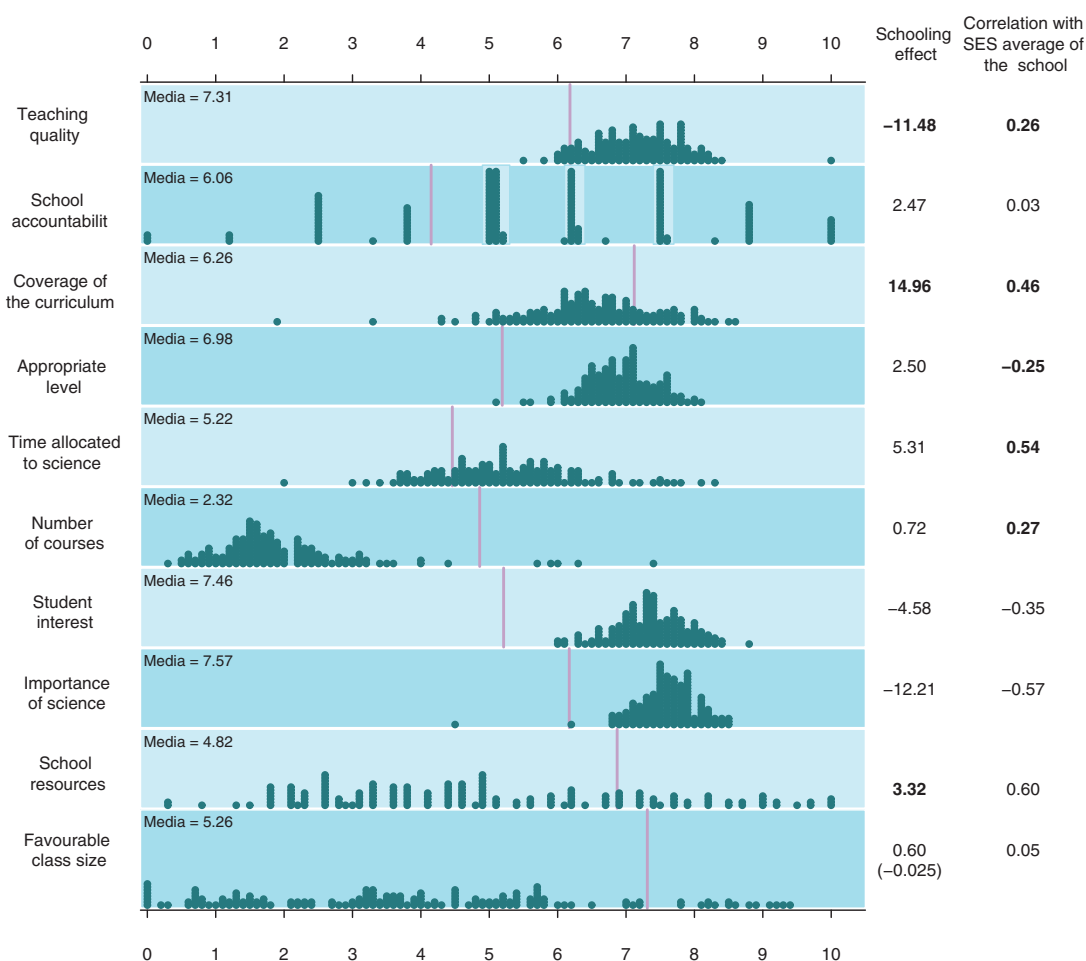 0 1 2 3 4 5 6 7 8 9 10
Schooling
effect
Correlation with
SES average of
the school
Teaching
quality
Media = 7.31
−11.48
0.26
School
accountabilit
Media = 6.06
2.47
0.03
Coverage of
the curriculum
Media = 6.26
14.96
0.46
Appropriate
level
Media = 6.98
2.50
−0.25
Time allocated
to science
Media = 5.22
5.31
0.54
Number
of courses
Media = 2.32
0.72
0.27
Student
interest
Media = 7.46
−4.58
−0.35
Importance
of science
Media = 7.57
−12.21
−0.57
School
resources
Media = 4.82
3.32
0.60
Favourable
class size
Media = 5.26
0.60
(−0.025)
0.05
0 1 2 3 4 5 6 7 8 9 10